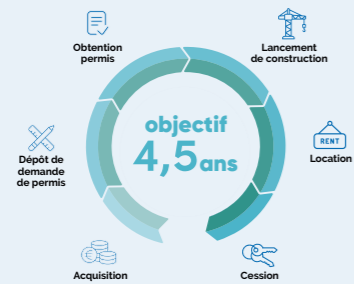 Obtention
permis
Lancement
de construction
objectif
4,5ans
Dépôt de
demande
de permis
RENT
Location
Acquisition
Cession